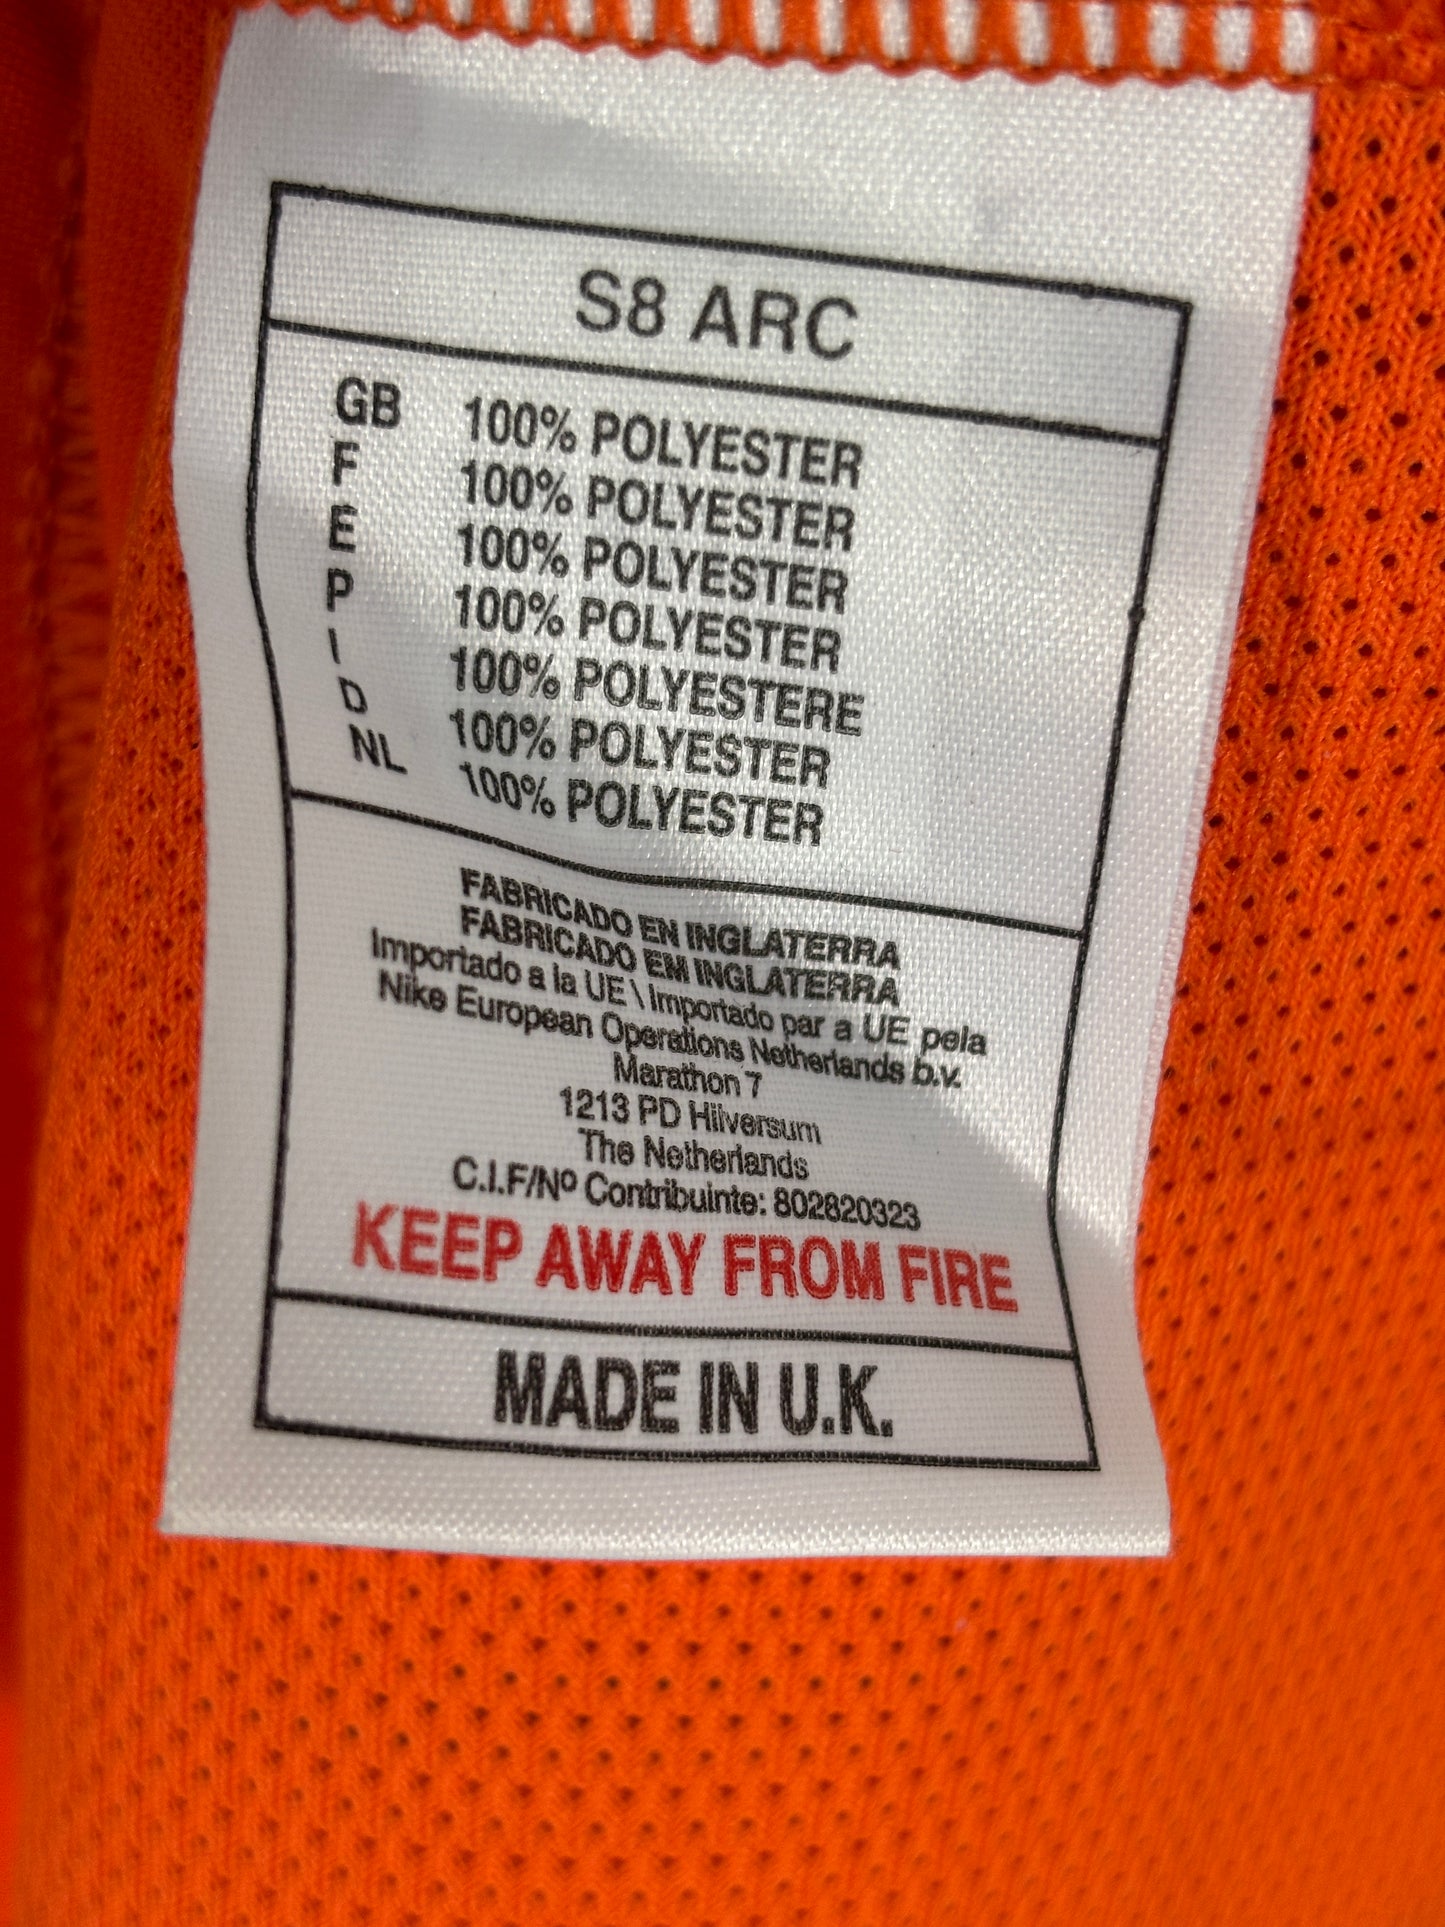 S8 ARC
GB 100% POLYESTER
F 100% POLYESTER
E 100% POLYESTER
P 100% POLYESTER
I 100% POLYESTERE
D 100% POLYESTER
NL 100% POLYESTER
FABRICADO EN INGLATERRA
FABRICADO EM INGLATERRA
Importado a la UE \ Importado par a UE pela
Nike European Operations Netherlands b.v.
Marathon 7
1213 PD Hilversum
The Netherlands
C.I.F/Nº Contribuinte: 802820323
KEEP AWAY FROM FIRE
MADE IN U.K.